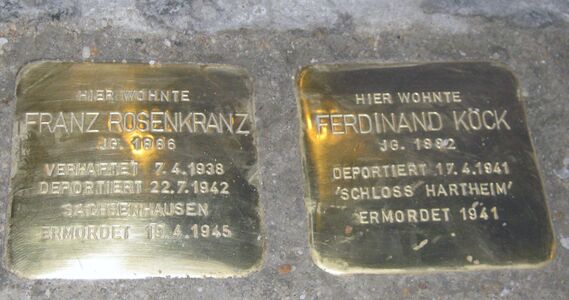 HIER WOHNTE
FRANZ ROSENKRANZ
JG. 1886
VERHAFTET 7.4.1938
DEPORTIERT 22.7.1942
SACHSENHAUSEN
ERMORDET 15.4.1945
HIER WOHNTE
FERDINAND KÖCK
JG. 1892
DEPORTIERT 17.4.1941
'SCHLOSS HARTHEIM'
ERMORDET 1941